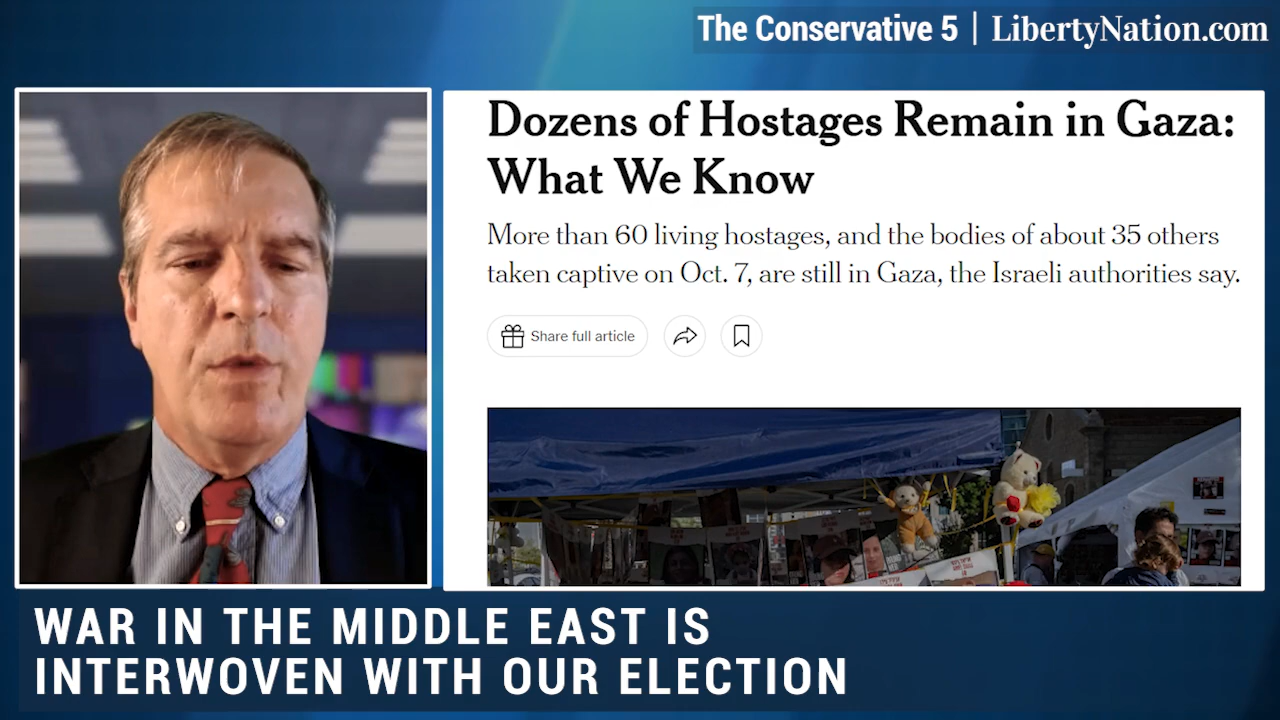 The Conservative 5 | LibertyNation.com
Dozens of Hostages Remain in Gaza:
What We Know
More than 60 living hostages, and the bodies of about 35 others
taken captive on Oct. 7, are still in Gaza, the Israeli authorities say.
Share full article
WAR IN THE MIDDLE EAST IS
INTERWOVEN WITH OUR ELECTION